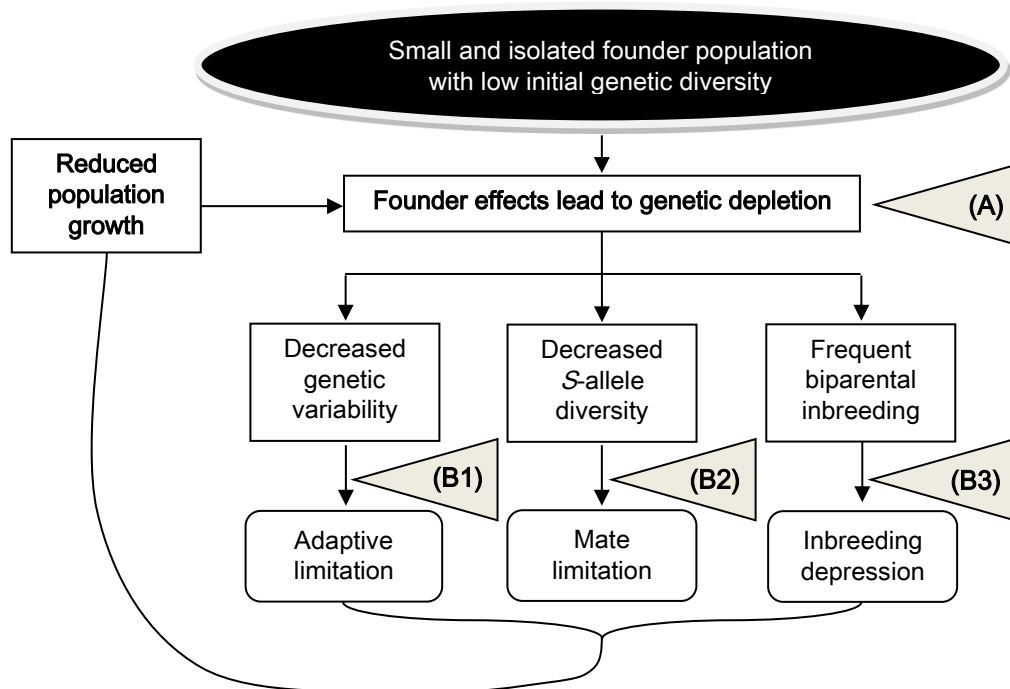 Small and isolated founder population
with low initial genetic diversity
Reduced
population
growth
Founder effects lead to genetic depletion
(A)
Decreased
genetic
variability
Decreased
S-allele
diversity
Frequent
biparental
inbreeding
(B1)
(B2)
(B3)
Adaptive
limitation
Mate
limitation
Inbreeding
depression